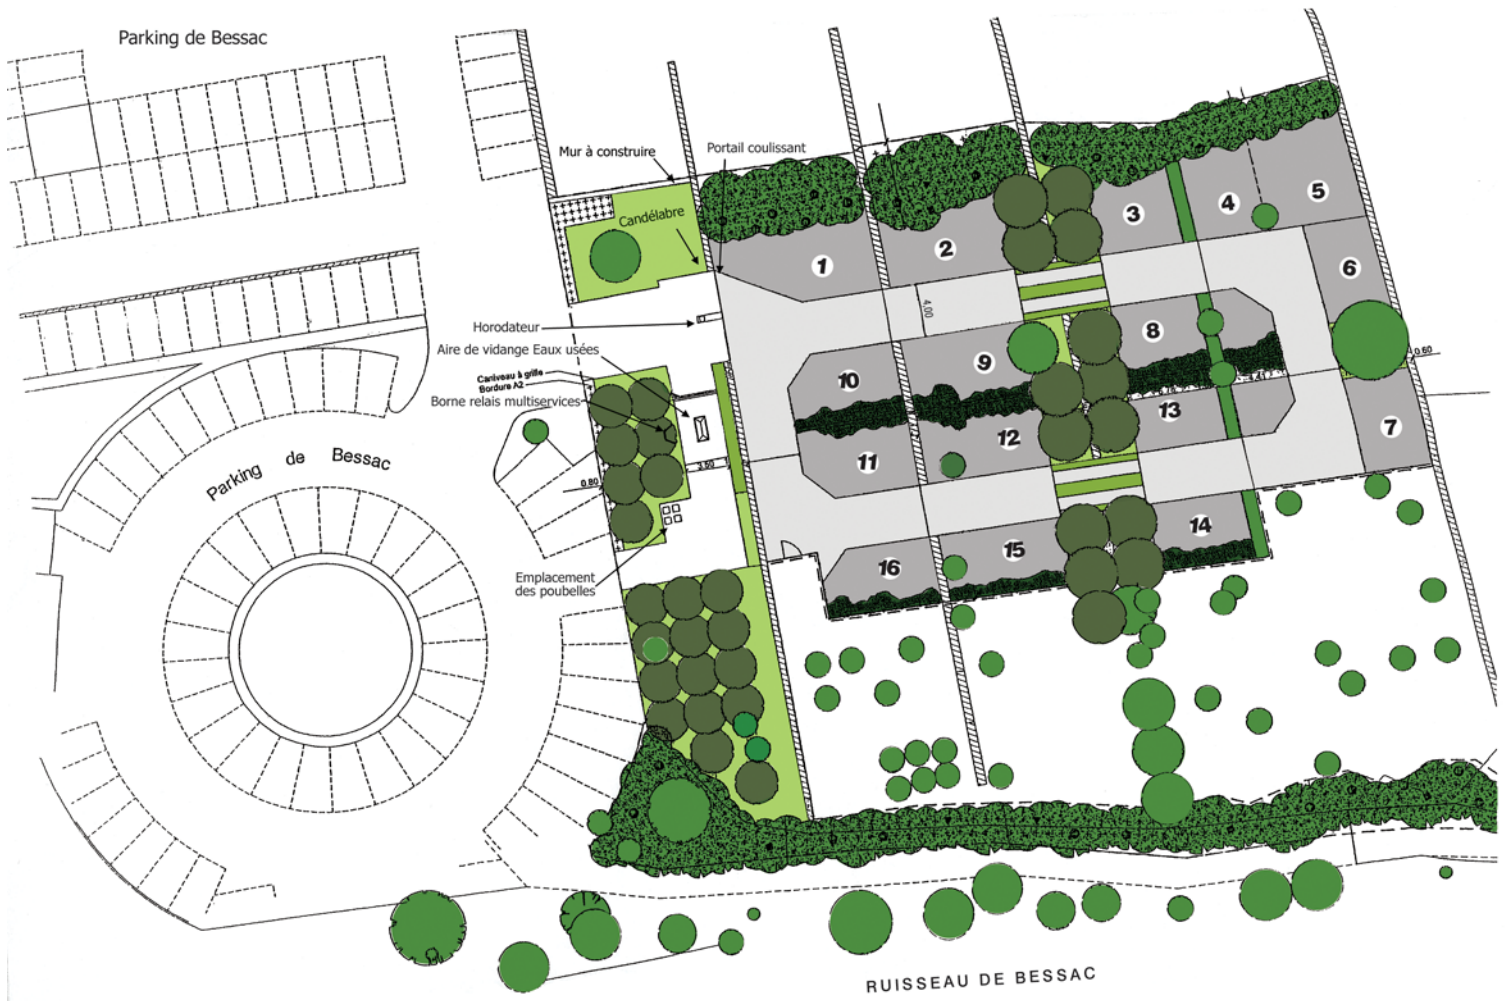 Parking de Bessac
Mur à construire
Portail coulissant
Candélabre
Horodateur
Aire de vidange Eaux usées
Caniveau à grille
Bordure A2
Borne relais multiservices
Parking de Bessac
0.80
3.60
Emplacement
des poubelles
4.00
0.60
1
2
3
4
5
6
7
8
9
10
11
12
13
14
15
16
RUISSEAU DE BESSAC